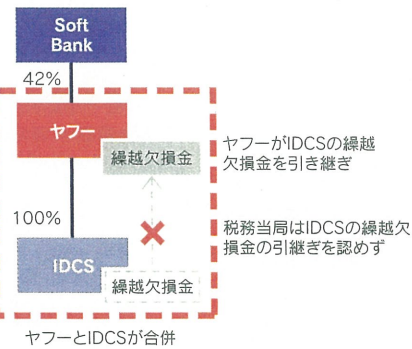 Soft
Bank
42%
ヤフー
繰越欠損金
ヤフーがIDCSの繰越
欠損金を引き継ぎ
100%
税務当局はIDCSの繰越欠
損金の引継ぎを認めず
IDCS
繰越欠損金
ヤフーとIDCSが合併